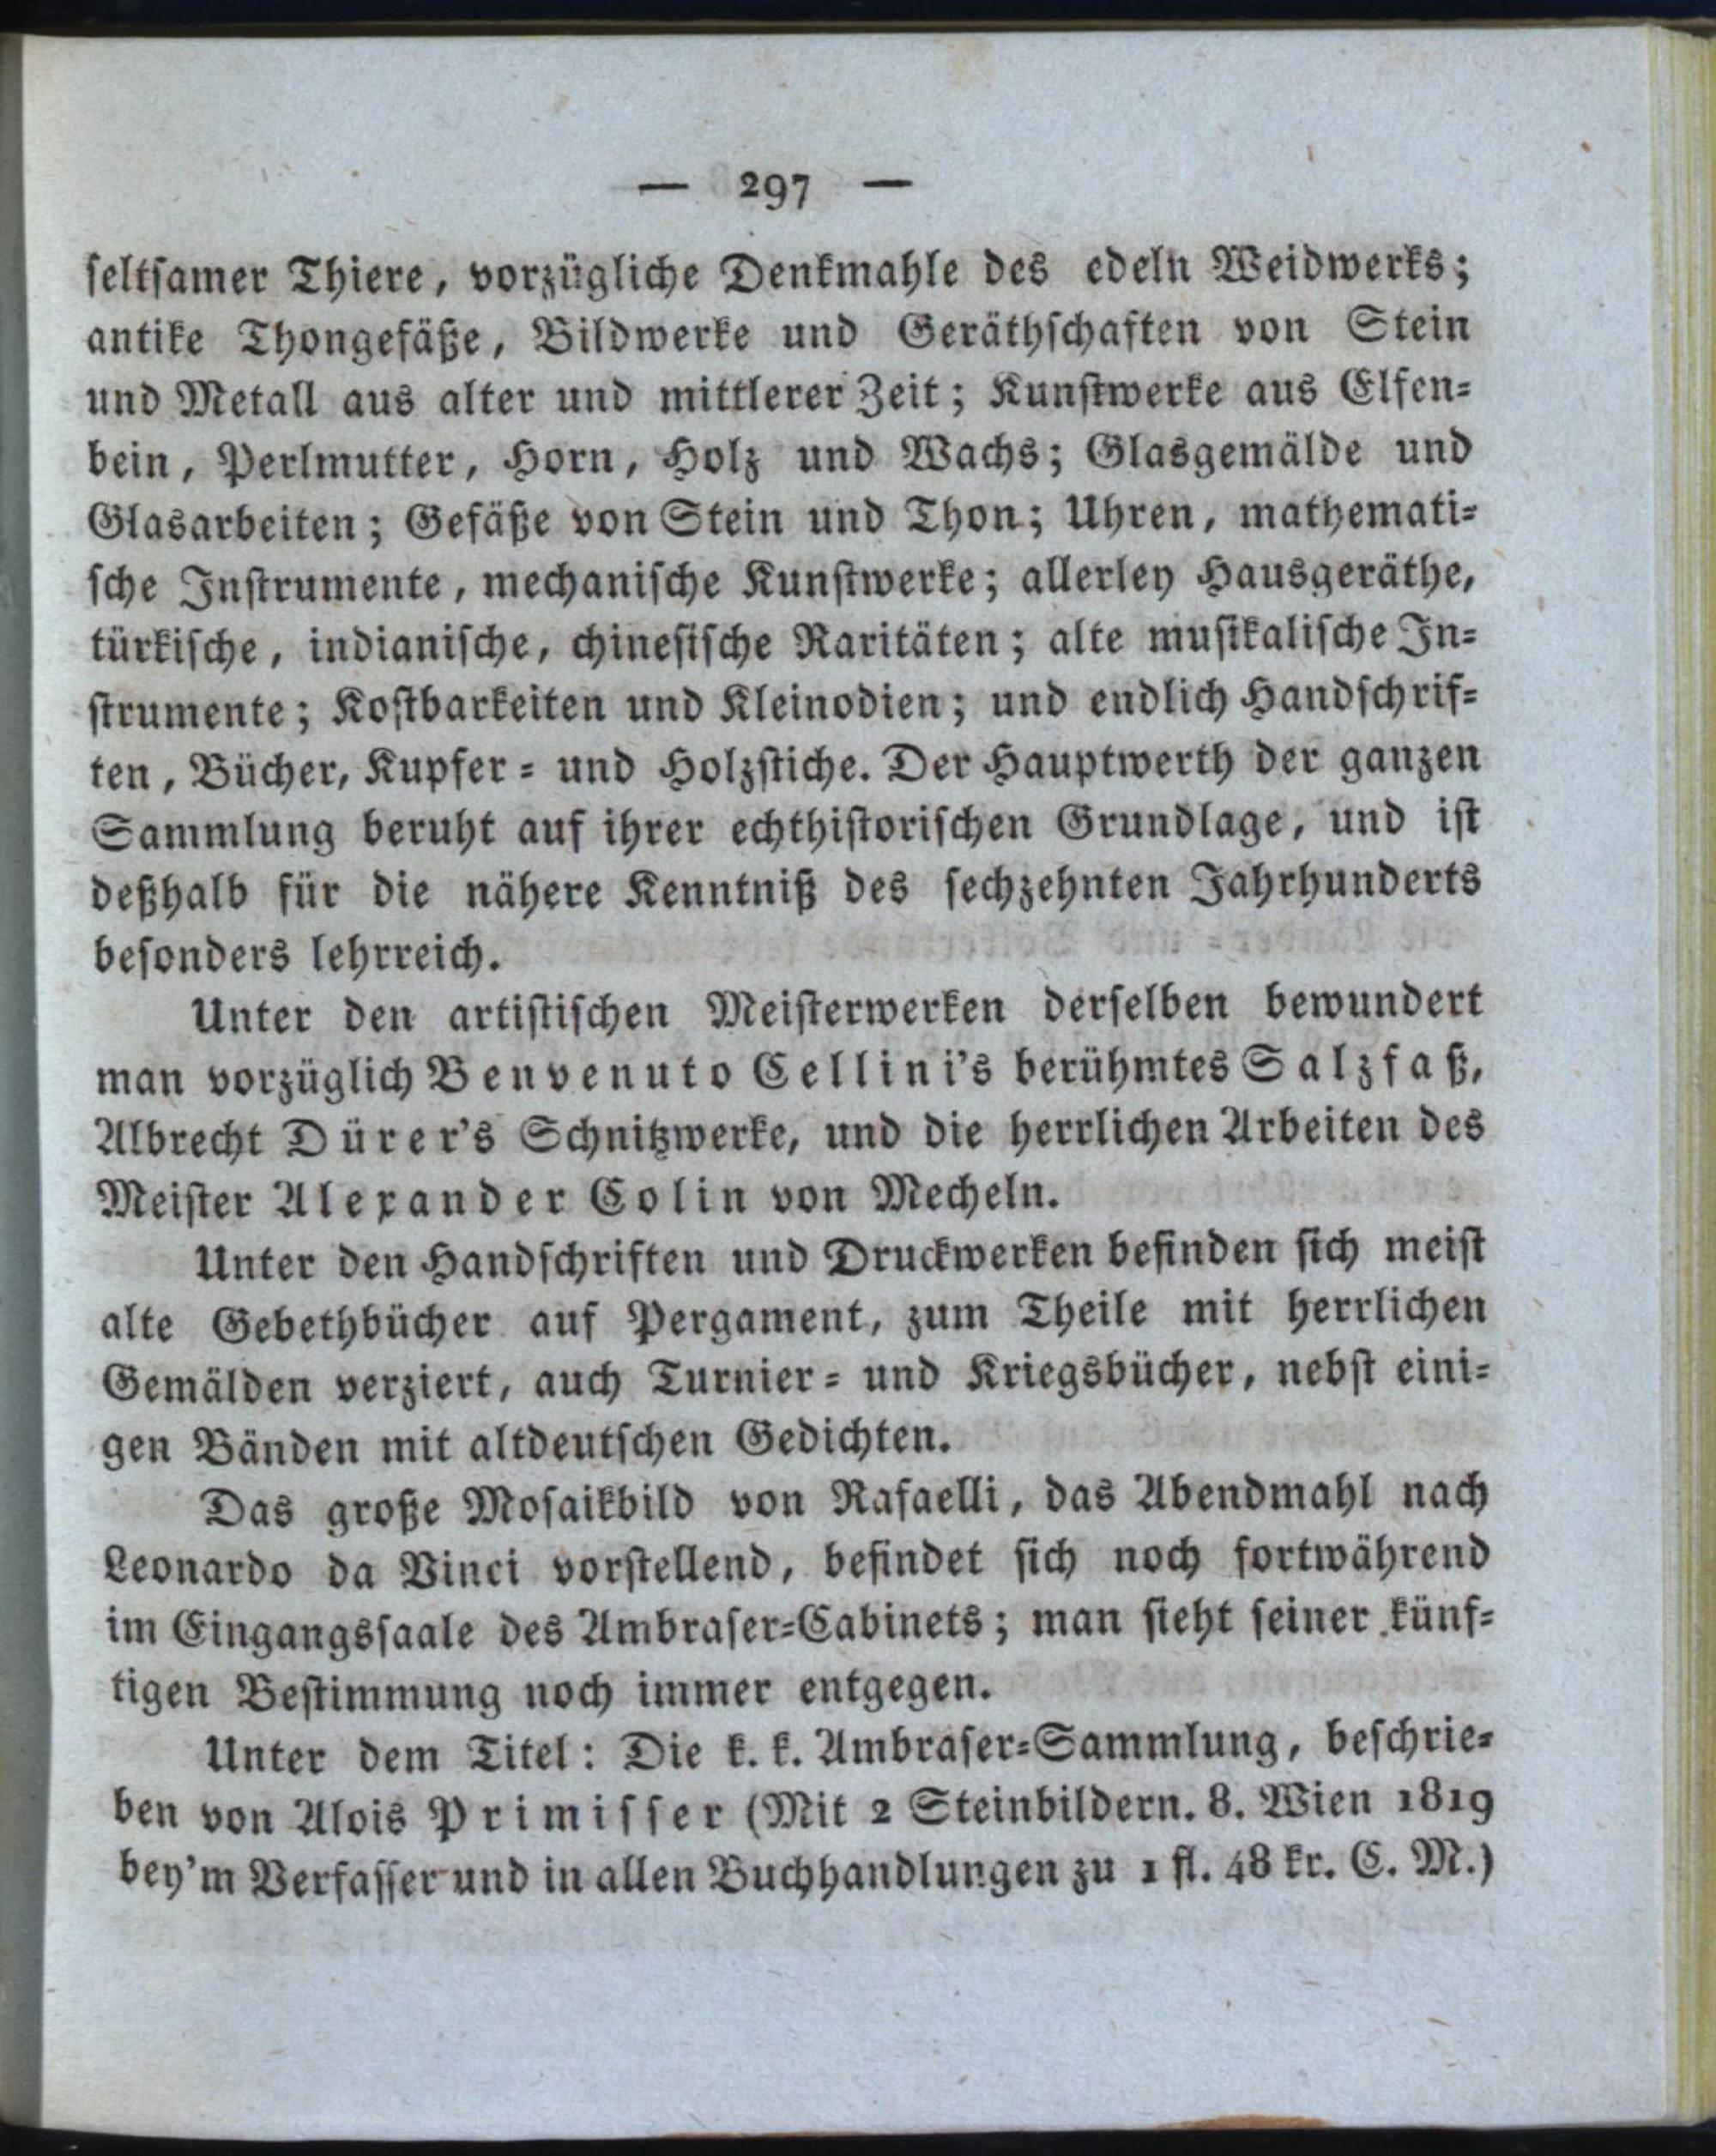 — 297 —
seltsamer Thiere, vorzügliche Denkmahle des edeln Weidwerks;
antike Thongefäße, Bildwerke und Geräthschaften von Stein
und Metall aus alter und mittlerer Zeit; Kunstwerke aus Elfen-
bein, Perlmutter, Horn, Holz und Wachs; Glasgemälde und
Glasarbeiten; Gefäße von Stein und Thon; Uhren, mathemati-
sche Instrumente, mechanische Kunstwerke; allerley Hausgeräthe,
türkische, indianische, chinesische Raritäten; alte musikalische In-
strumente; Kostbarkeiten und Kleinodien; und endlich Handschrif-
ten, Bücher, Kupfer- und Holzstiche. Der Hauptwerth der ganzen
Sammlung beruht auf ihrer echthistorischen Grundlage, und ist
deßhalb für die nähere Kenntniß des sechzehnten Jahrhunderts
besonders lehrreich.
Unter den artistischen Meisterwerken derselben bewundert
man vorzüglich Benvenuto Cellini's berühmtes Salzfaß,
Albrecht Dürer's Schnitzwerke, und die herrlichen Arbeiten des
Meister Alexander Colin von Mecheln.
Unter den Handschriften und Druckwerken befinden sich meist
alte Gebethbücher auf Pergament, zum Theile mit herrlichen
Gemälden verziert, auch Turnier- und Kriegsbücher, nebst eini-
gen Bänden mit altdeutschen Gedichten.
Das große Mosaikbild von Rafaelli, das Abendmahl nach
Leonardo da Vinci vorstellend, befindet sich noch fortwährend
im Eingangssaale des Ambraser-Cabinets; man sieht seiner künf-
tigen Bestimmung noch immer entgegen.
Unter dem Titel: Die k. k. Ambraser-Sammlung, beschrie-
ben von Alois Primisser (Mit 2 Steinbildern. 8. Wien 1819
bey'm Verfasser und in allen Buchhandlungen zu 1 fl. 48 kr. C. M.)